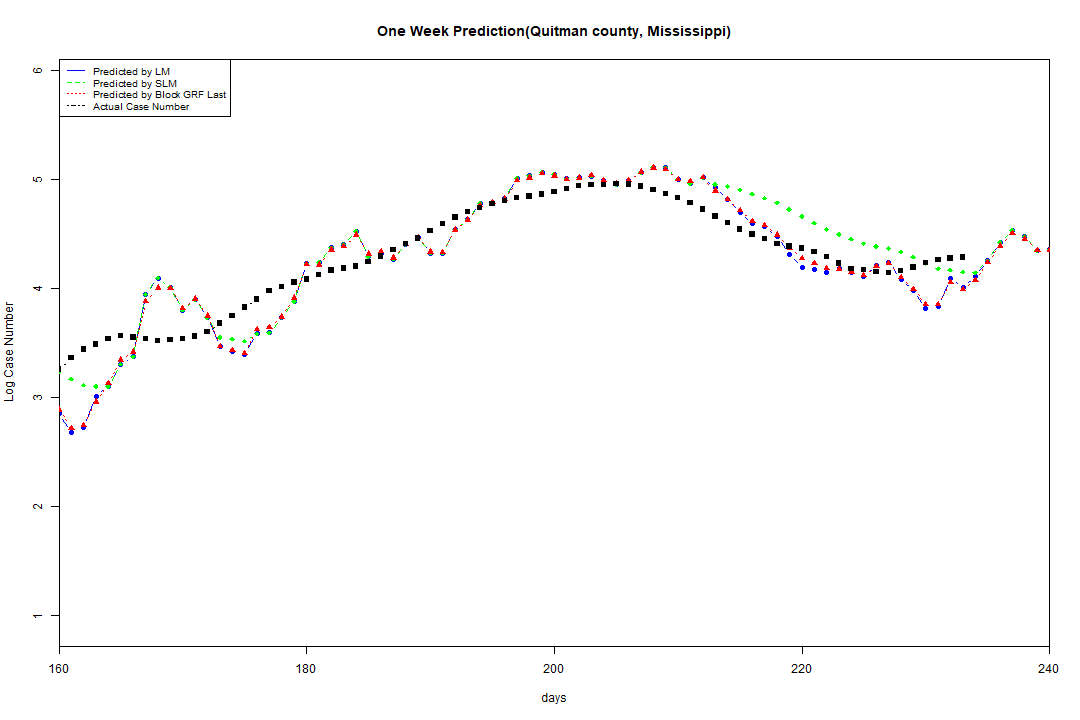 One Week Prediction(Quitman county, Mississippi)
Predicted by LM
Predicted by SLM
Predicted by Block GRF Last
Actual Case Number
6
5
4
3
2
1
Log Case Number
160
180
200
220
240
days